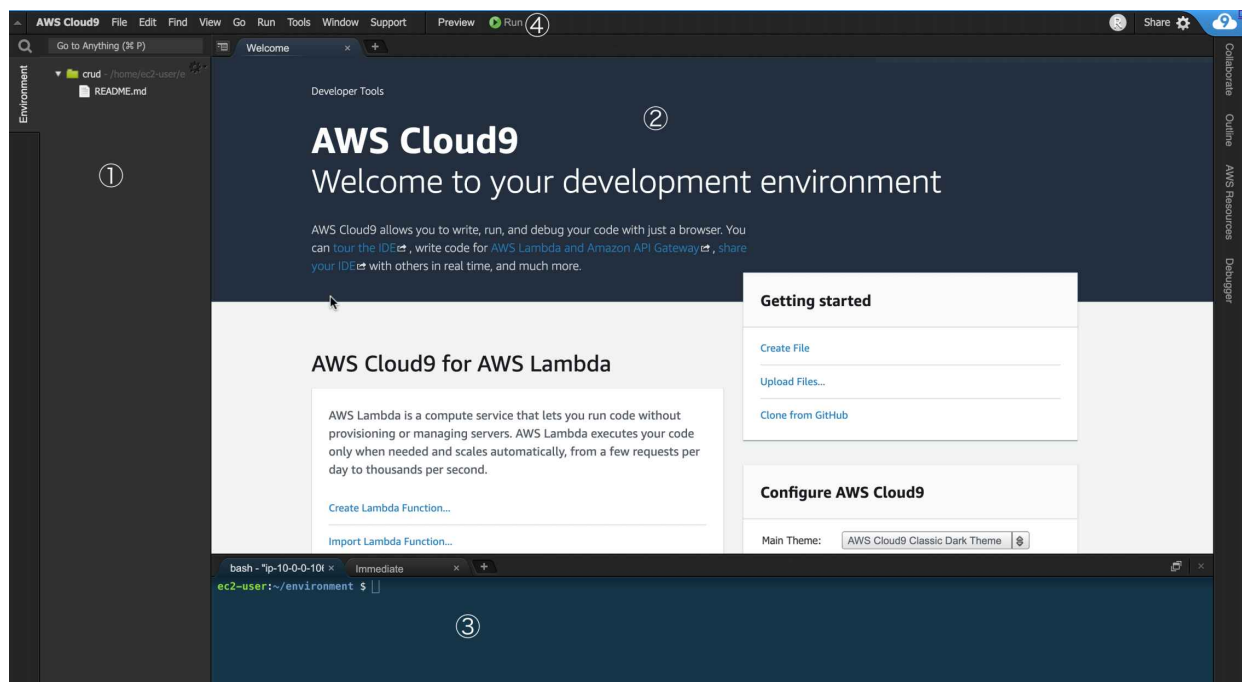 AWS Cloud9 File Edit Find View Go Run Tools Window Support Preview Run ④ R Share 9
Go to Anything (⌘ P)
Welcome × +
Environment
crud - /home/ec2-user/e
README.md
①
Developer Tools
②
AWS Cloud9
Welcome to your development environment
AWS Cloud9 allows you to write, run, and debug your code with just a browser. You
can tour the IDE, write code for AWS Lambda and Amazon API Gateway, share
your IDE with others in real time, and much more.
Getting started
Create File
Upload Files...
Clone from GitHub
AWS Cloud9 for AWS Lambda
AWS Lambda is a compute service that lets you run code without
provisioning or managing servers. AWS Lambda executes your code
only when needed and scales automatically, from a few requests per
day to thousands per second.
Create Lambda Function...
Import Lambda Function...
Configure AWS Cloud9
Main Theme: AWS Cloud9 Classic Dark Theme
bash - "ip-10-0-0-10 × Immediate × +
ec2-user:~/environment $
③
Collaborate
Outline
AWS Resources
Debugger